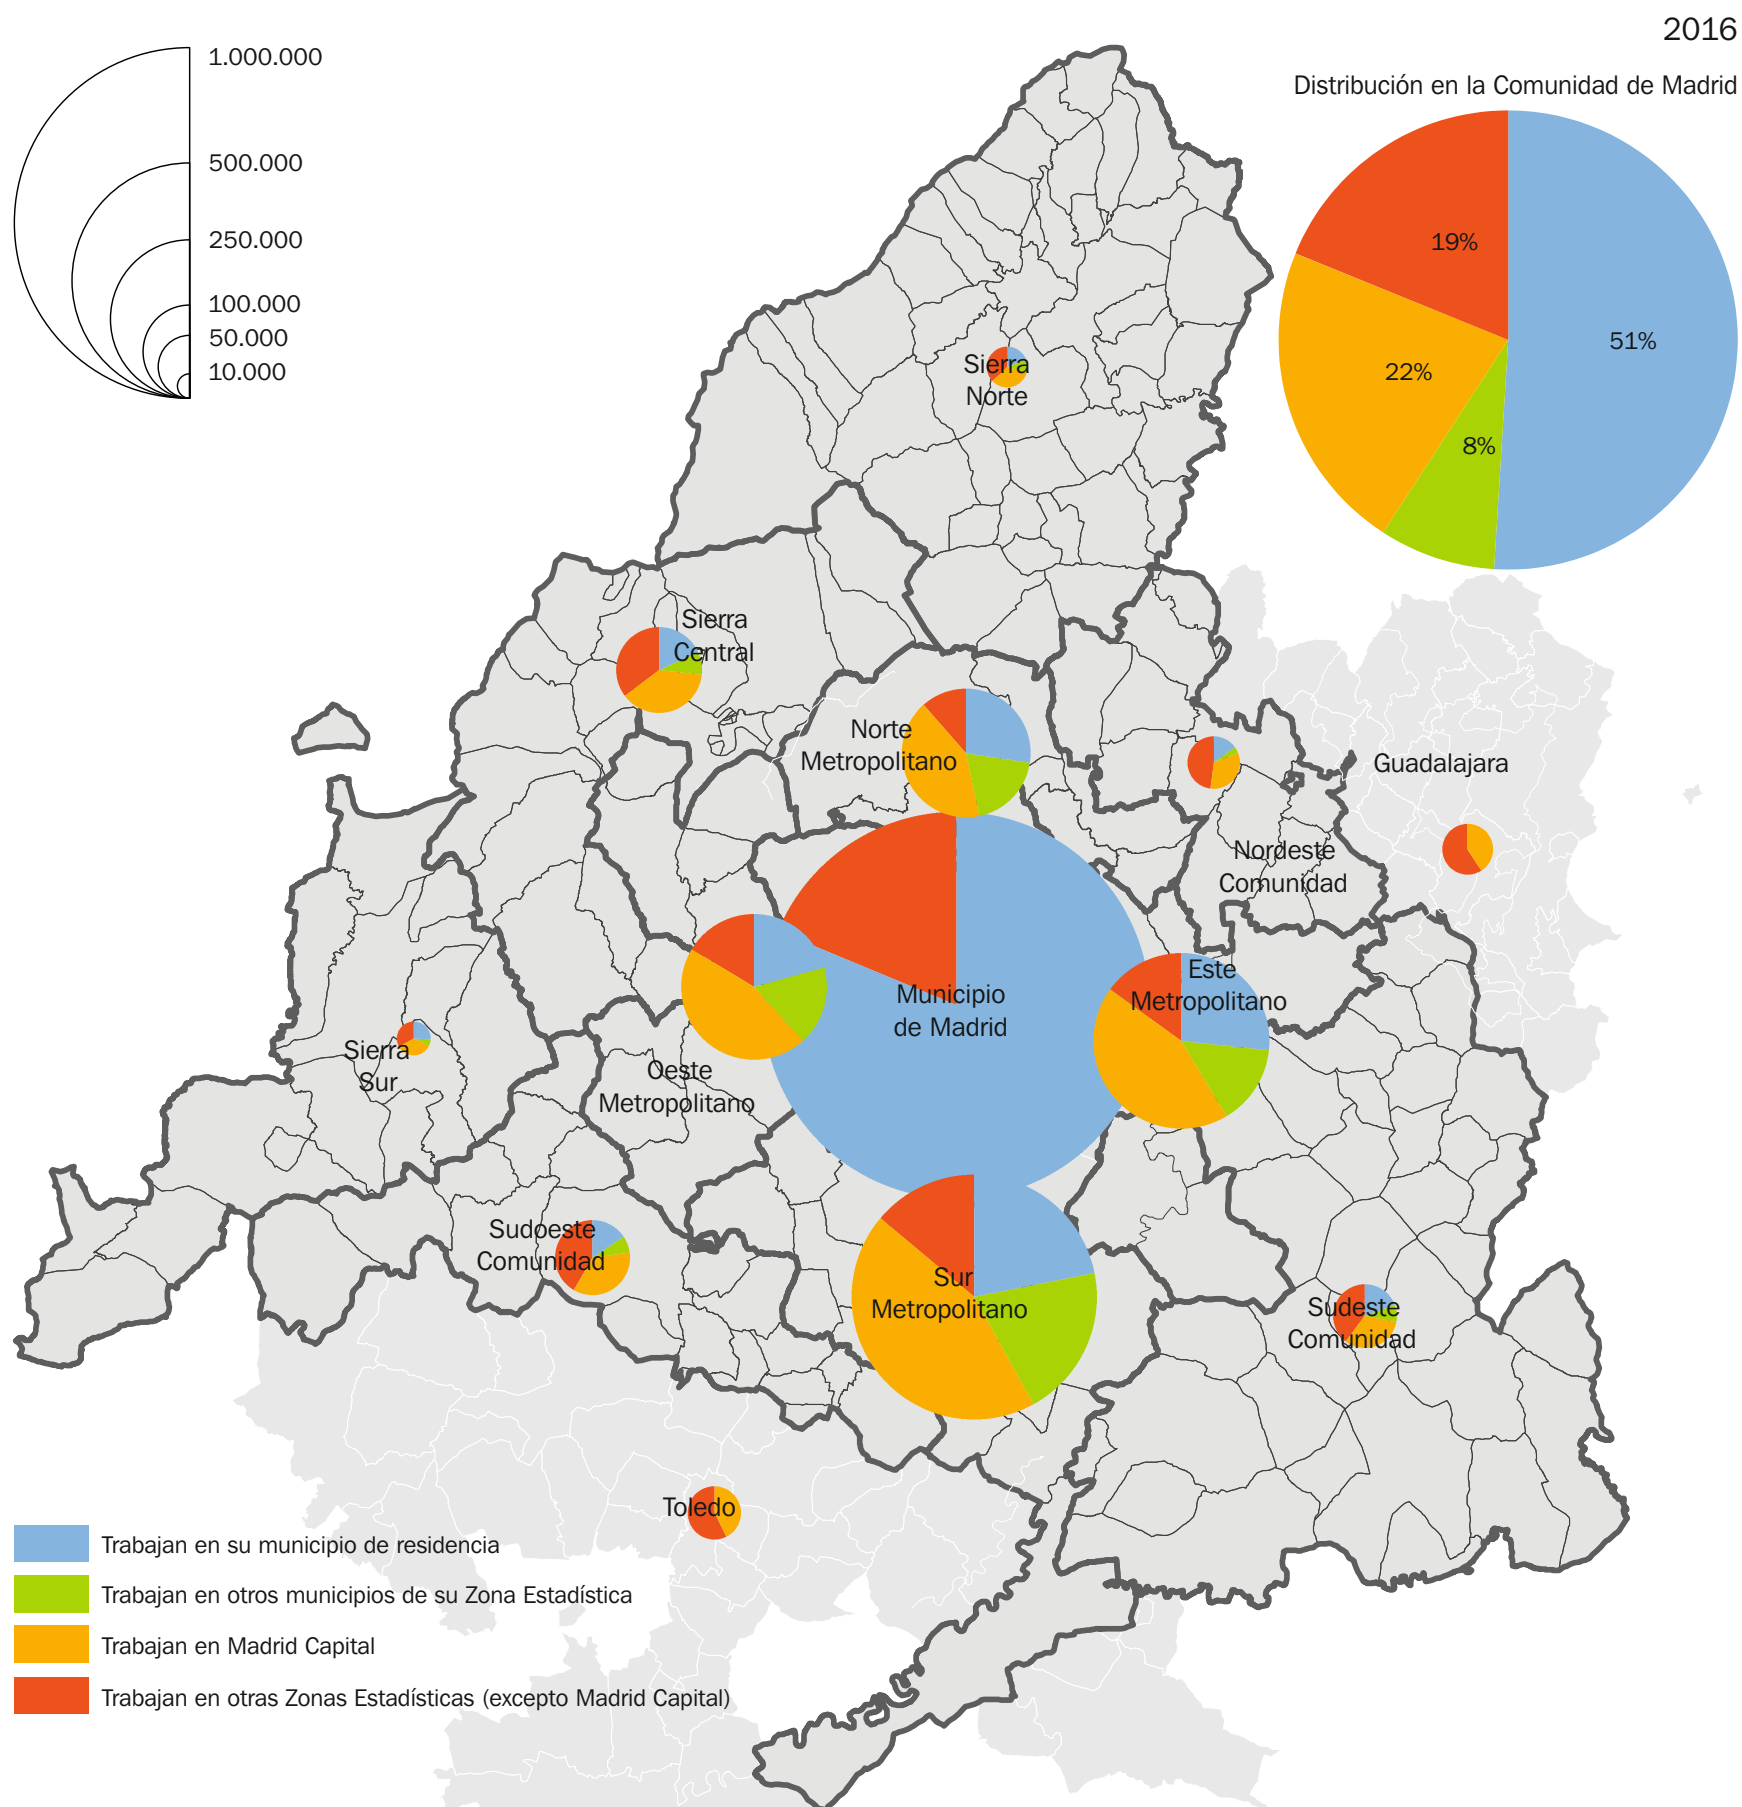 2016
Distribución en la Comunidad de Madrid
1.000.000
500.000
250.000
100.000
50.000
10.000
19%
51%
22%
8%
Sierra
Norte
Sierra
Central
Norte
Metropolitano
Guadalajara
Nordeste
Comunidad
Este
Metropolitano
Municipio
de Madrid
Sierra
Sur
Oeste
Metropolitano
Sudoeste
Comunidad
Sur
Metropolitano
Sudeste
Comunidad
Toledo
Trabajan en su municipio de residencia
Trabajan en otros municipios de su Zona Estadística
Trabajan en Madrid Capital
Trabajan en otras Zonas Estadísticas (excepto Madrid Capital)